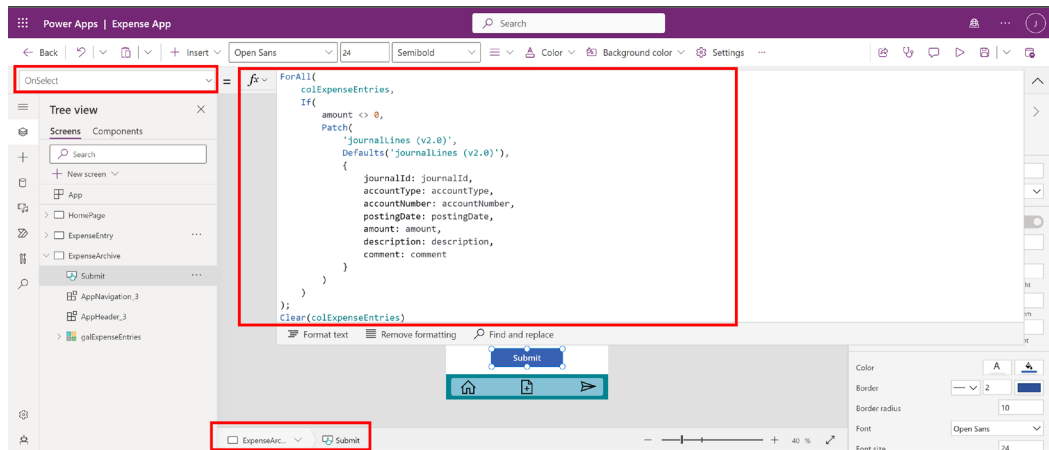 Power Apps | Expense App
Search
J
Back
Insert
Open Sans
24
Semibold
Color
Background color
Settings
OnSelect
=
fx
ForAll(
colExpenseEntries,
If(
amount <> 0,
Patch(
'journalLines (v2.0)',
Defaults('journalLines (v2.0)'),
{
journalId: journalId,
accountType: accountType,
accountNumber: accountNumber,
postingDate: postingDate,
amount: amount,
description: description,
comment: comment
}
)
)
);
Clear(colExpenseEntries)
Format text
Remove formatting
Find and replace
Tree view
Screens
Components
Search
New screen
App
HomePage
ExpenseEntry
ExpenseArchive
Submit
AppNavigation_3
AppHeader_3
galExpenseEntries
Submit
ExpenseArc...
Submit
40 %
Color
A
Border
2
Border radius
10
Font
Open Sans
Font size
24